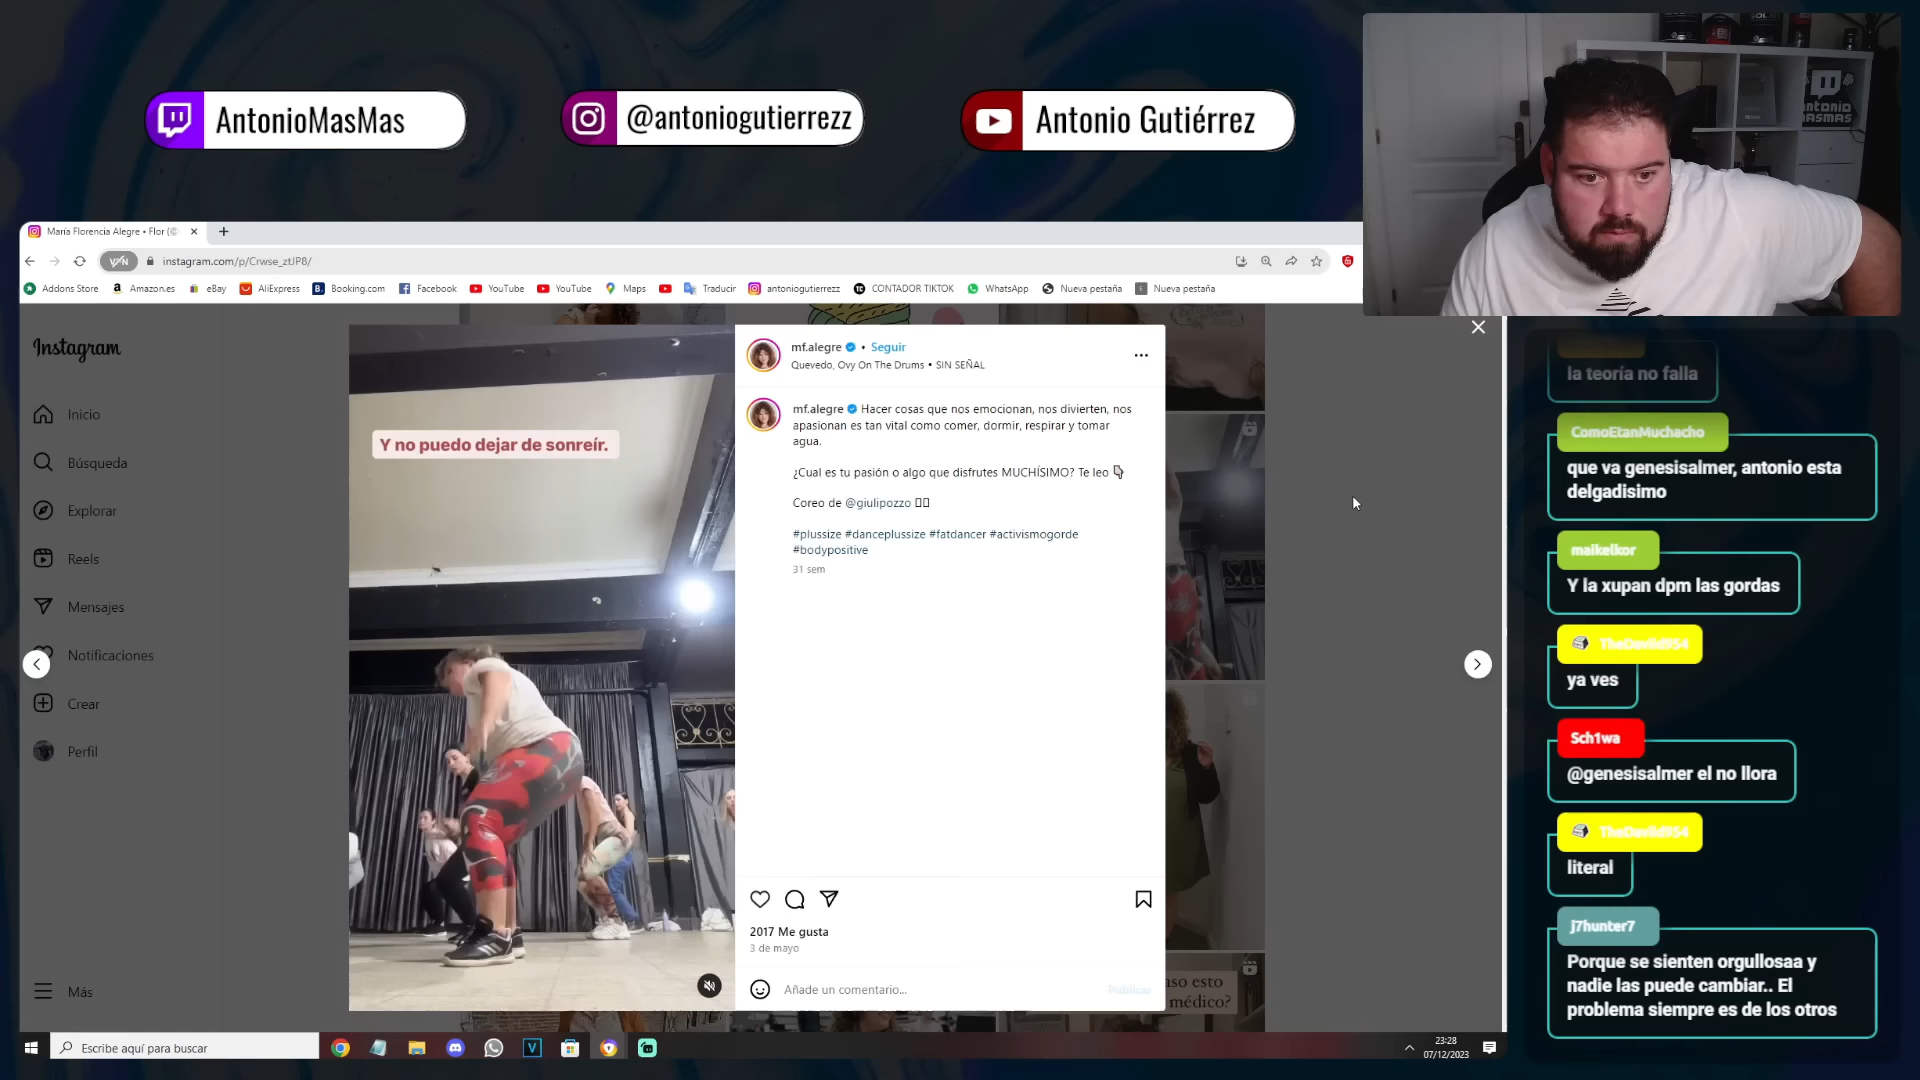 AntonioMasMas
@antoniogutierrezz
Antonio Gutiérrez
antonio
MASMAS
María Florencia Alegre • Flor (@
VPN
instagram.com/p/Crwse_ztJP8/
Addons Store
Amazon.es
eBay
AliExpress
Booking.com
Facebook
YouTube
YouTube
Maps
Traducir
antoniogutierrezz
CONTADOR TIKTOK
WhatsApp
Nueva pestaña
Nueva pestaña
Instagram
Inicio
Búsqueda
Explorar
Reels
Mensajes
Notificaciones
Crear
Perfil
Más
Y no puedo dejar de sonreír.
mf.alegre • Seguir
Quevedo, Ovy On The Drums • SIN SEÑAL
mf.alegre Hacer cosas que nos emocionan, nos divierten, nos
apasionan es tan vital como comer, dormir, respirar y tomar
agua.
¿Cual es tu pasión o algo que disfrutes MUCHÍSIMO? Te leo
Coreo de @giulipozzo
#plussize #danceplussize #fatdancer #activismogorde
#bodypositive
31 sem
2017 Me gusta
3 de mayo
Añade un comentario...
Publicar
esto
médico?
la teoría no falla
ComoEtanMuchacho
que va genesisalmer, antonio esta
delgadisimo
maikelkor
Y la xupan dpm las gordas
TheDevlid954
ya ves
Sch1wa
@genesisalmer el no llora
TheDevlid954
literal
J7hunter7
Porque se sienten orgullosaa y
nadie las puede cambiar.. El
problema siempre es de los otros
Escribe aquí para buscar
23:28
07/12/2023